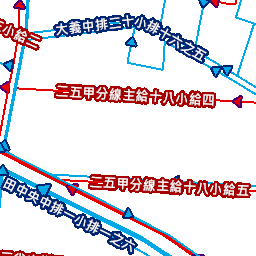 大義中排二十小排十六之五
小給二
二五甲分線主給十八小給四
二五甲分線主給十八小給五
田中央中排一小排一之六